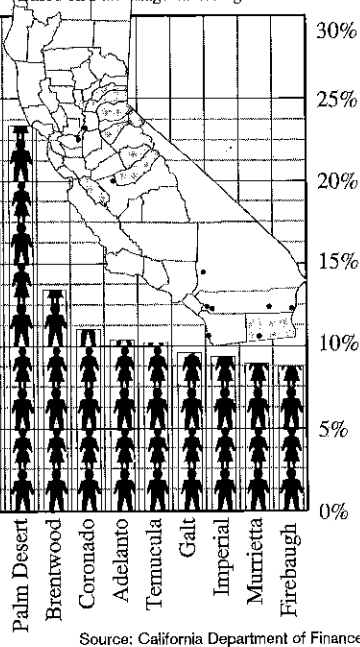 30%
25%
20%
15%
10%
5%
0%
Palm Desert
Brentwood
Coronado
Adelanto
Temucula
Galt
Imperial
Murrietta
Firebaugh
Source: California Department of Finance